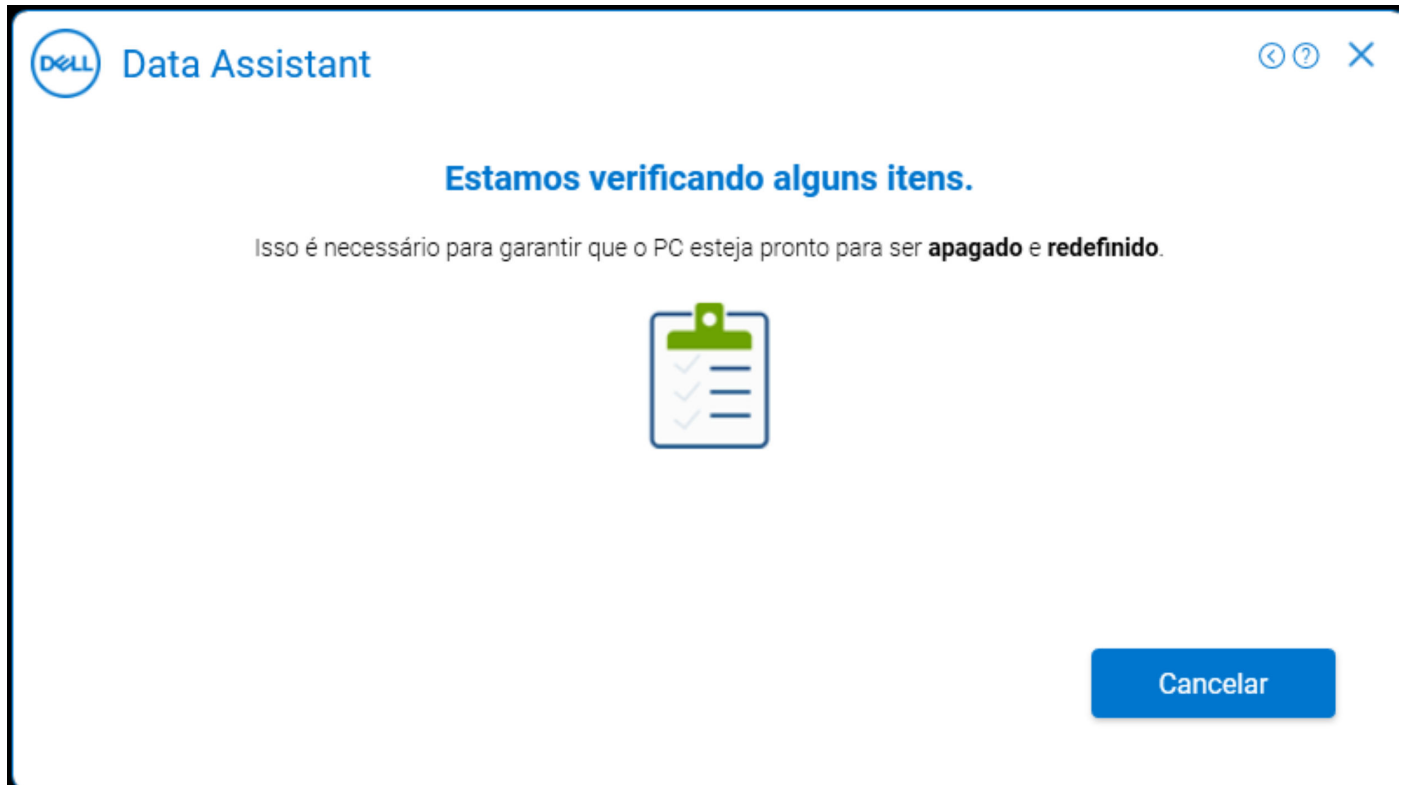 DELL Data Assistant
Estamos verificando alguns itens.
Isso é necessário para garantir que o PC esteja pronto para ser apagado e redefinido.
Cancelar